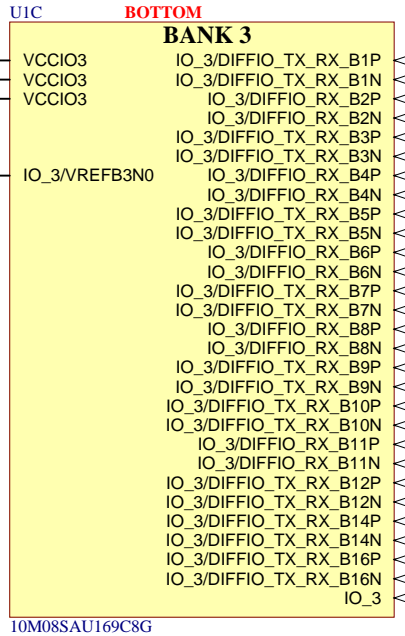 U1C BOTTOM
BANK 3
VCCIO3 IO_3/DIFFIO_TX_RX_B1P
VCCIO3 IO_3/DIFFIO_TX_RX_B1N
VCCIO3 IO_3/DIFFIO_RX_B2P
IO_3/DIFFIO_RX_B2N
IO_3/DIFFIO_TX_RX_B3P
IO_3/DIFFIO_TX_RX_B3N
IO_3/VREFB3N0 IO_3/DIFFIO_RX_B4P
IO_3/DIFFIO_RX_B4N
IO_3/DIFFIO_TX_RX_B5P
IO_3/DIFFIO_TX_RX_B5N
IO_3/DIFFIO_RX_B6P
IO_3/DIFFIO_RX_B6N
IO_3/DIFFIO_TX_RX_B7P
IO_3/DIFFIO_TX_RX_B7N
IO_3/DIFFIO_RX_B8P
IO_3/DIFFIO_RX_B8N
IO_3/DIFFIO_TX_RX_B9P
IO_3/DIFFIO_TX_RX_B9N
IO_3/DIFFIO_TX_RX_B10P
IO_3/DIFFIO_TX_RX_B10N
IO_3/DIFFIO_RX_B11P
IO_3/DIFFIO_RX_B11N
IO_3/DIFFIO_TX_RX_B12P
IO_3/DIFFIO_TX_RX_B12N
IO_3/DIFFIO_TX_RX_B14P
IO_3/DIFFIO_TX_RX_B14N
IO_3/DIFFIO_TX_RX_B16P
IO_3/DIFFIO_TX_RX_B16N
IO_3
10M08SAU169C8G